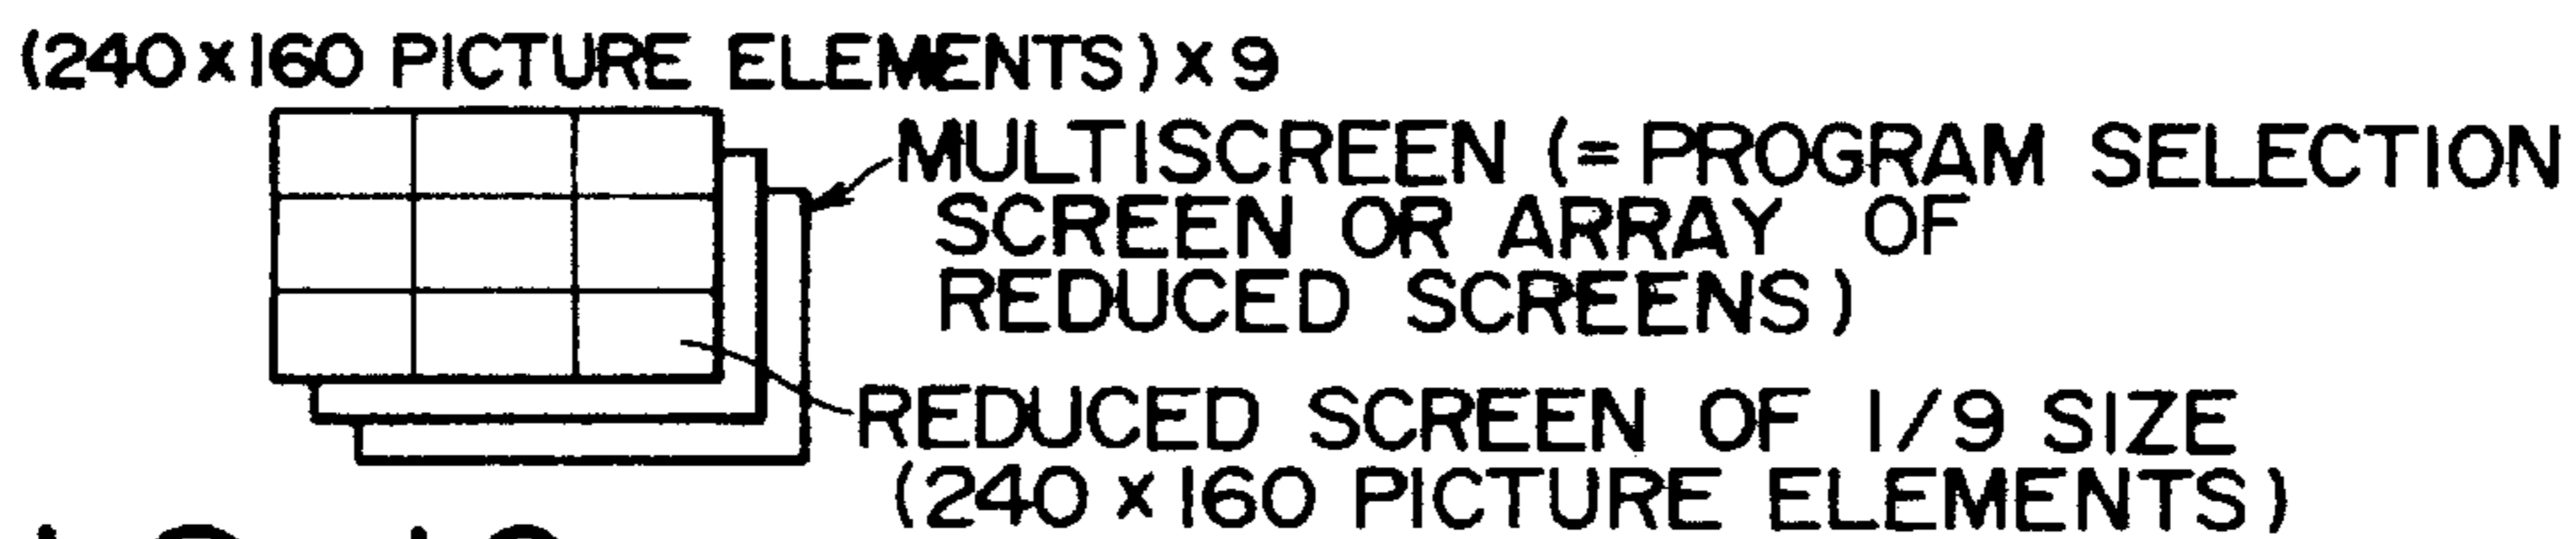 (240×160 PICTURE ELEMENTS)×9
MULTISCREEN (=PROGRAM SELECTION
SCREEN OR ARRAY OF
REDUCED SCREENS)
REDUCED SCREEN OF 1/9 SIZE
(240×160 PICTURE ELEMENTS)